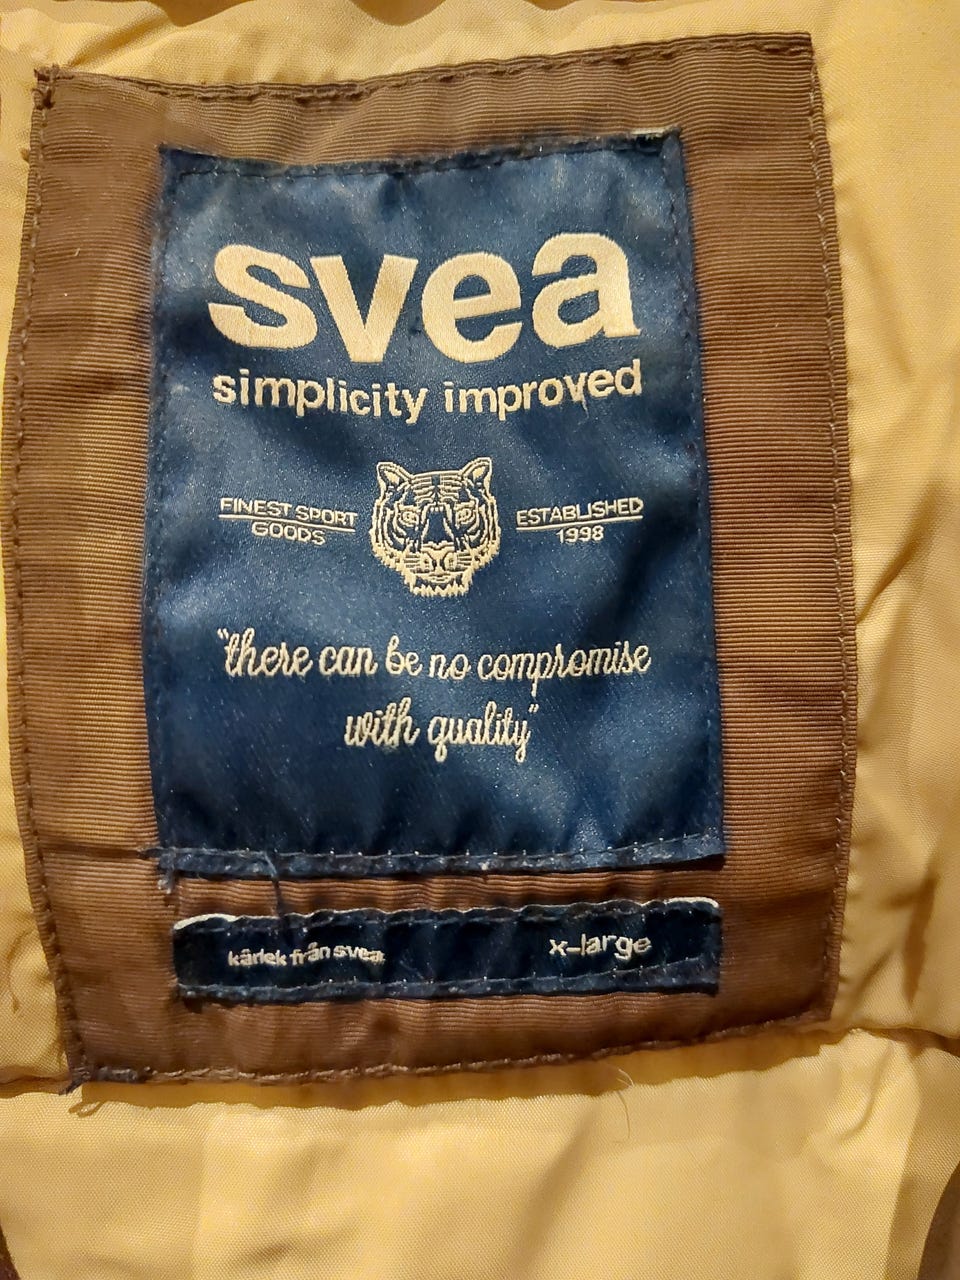 svea
simplicity improved
FINEST SPORT
GOODS
ESTABLISHED
1998
"there can be no compromise
with quality"
kärlek från svea
x-large